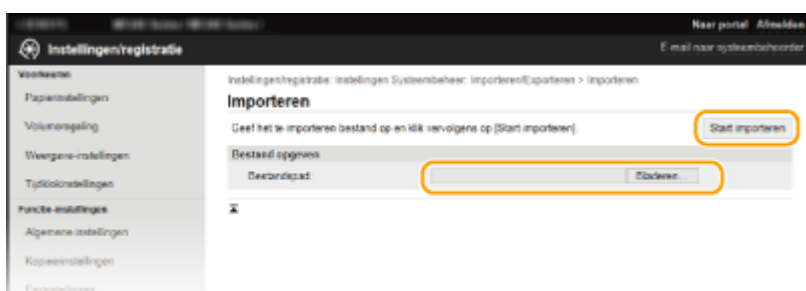 Naar portal Afmelden
Instellingen/registratie
E-mail naar systeembeheerder
Voorkeuren
Papierinstellingen
Volumeregeling
Weergave-instellingen
Tijdklokinstellingen
Functie-instellingen
Algemene instellingen
Kopieerinstellingen
Faxinstellingen
Instellingen/registratie: Instellingen Systeembeheer: Importeren/Exporteren > Importeren
Importeren
Geef het te importeren bestand op en klik vervolgens op [Start importeren].
Start importeren
Bestand opgeven
Bestandspad:
Bladeren...